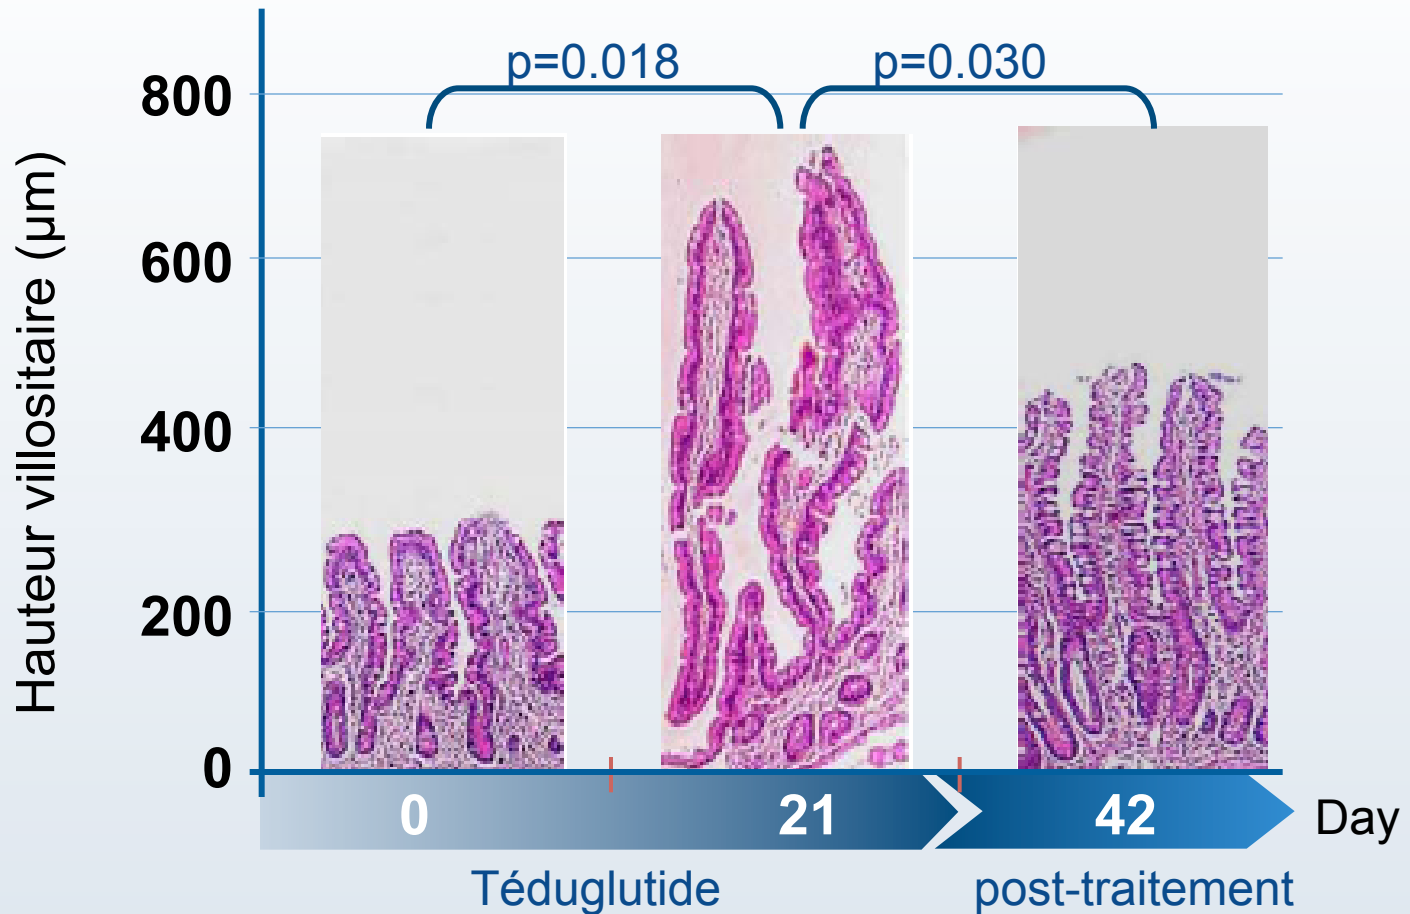 p=0.018
p=0.030
800
600
400
200
0
Hauteur villositaire (µm)
0
21
42
Day
Téduglutide
post-traitement